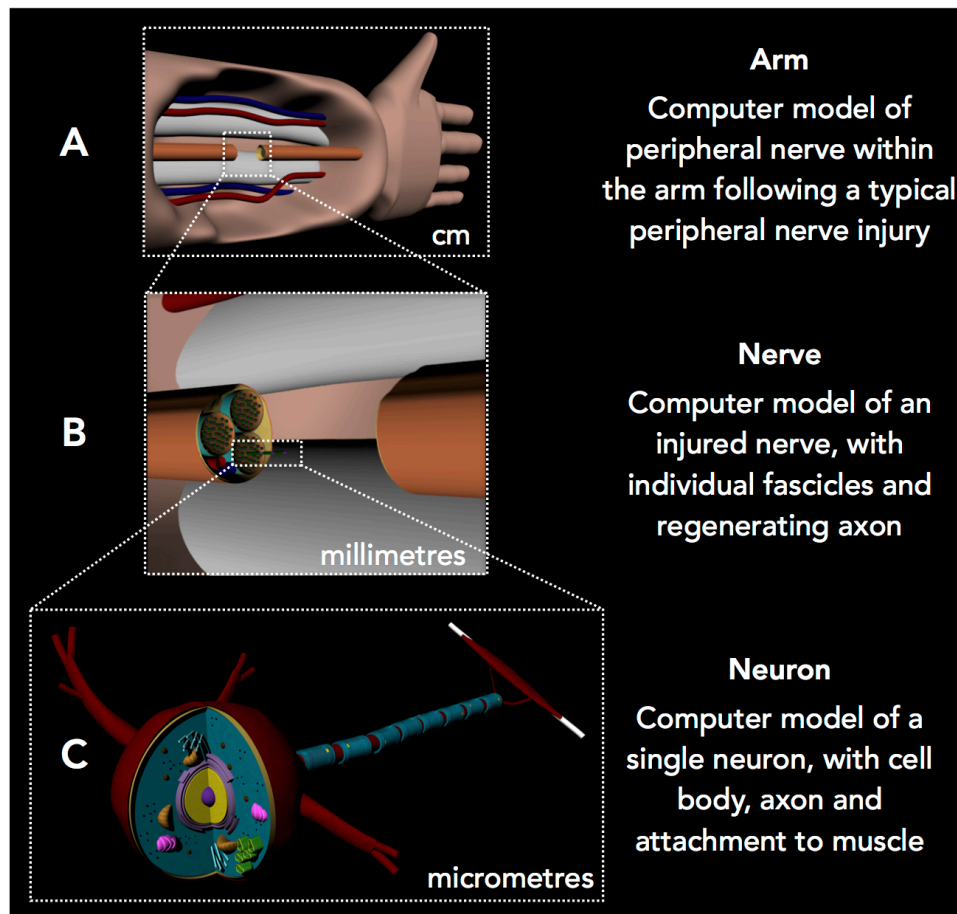 A
cm
Arm
Computer model of
peripheral nerve within
the arm following a typical
peripheral nerve injury
B
millimetres
Nerve
Computer model of an
injured nerve, with
individual fascicles and
regenerating axon
C
micrometres
Neuron
Computer model of a
single neuron, with cell
body, axon and
attachment to muscle